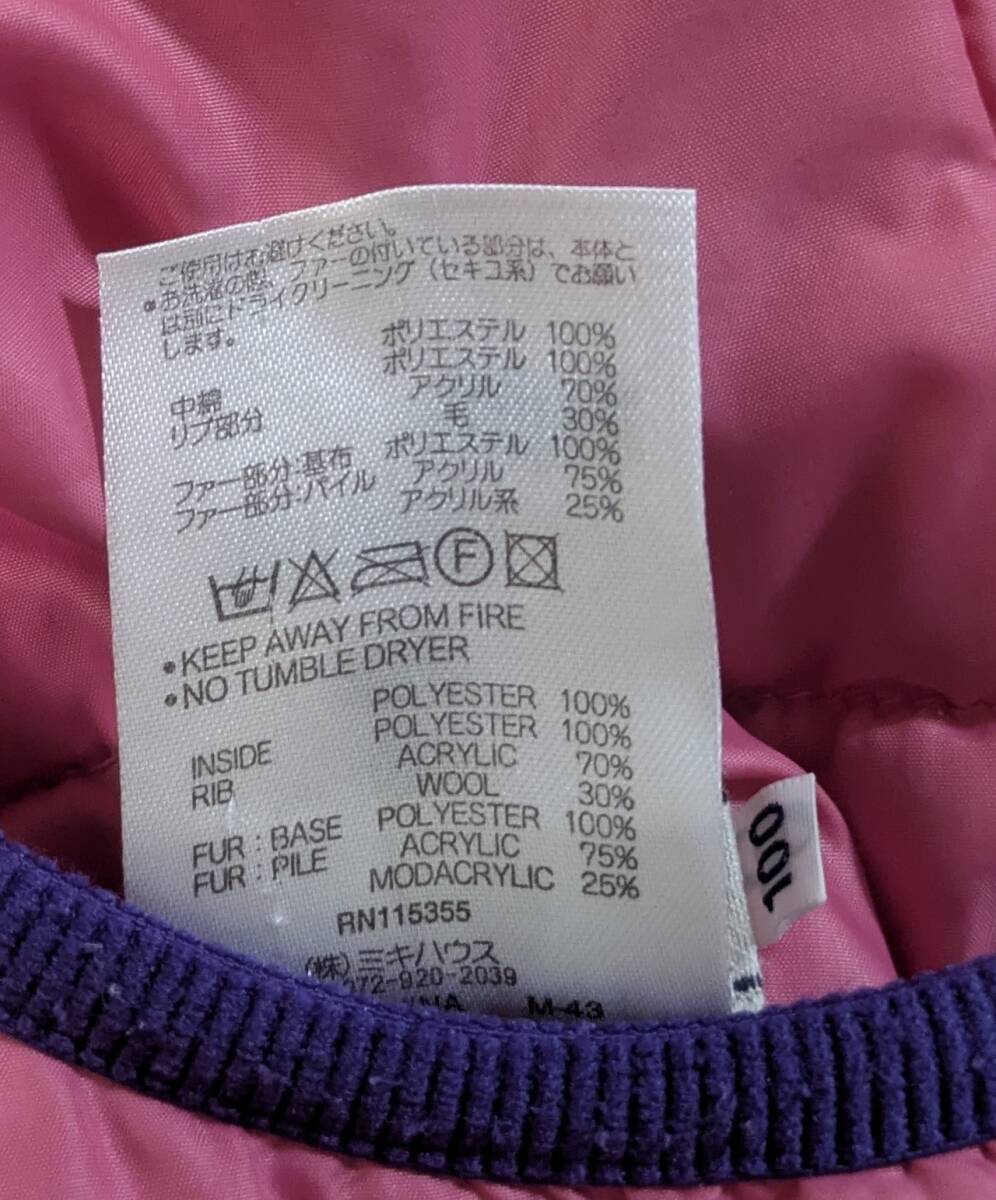 ご使用はお避けください。
●お洗濯の際、ファーの付いている部分は、本体と
は別にドライクリーニング（セキユ系）でお願い
します。
ポリエステル 100%
中綿 ポリエステル 100%
リブ部分 アクリル 70%
毛 30%
ファー部分:基布 ポリエステル 100%
ファー部分:パイル アクリル 75%
アクリル系 25%
F
●KEEP AWAY FROM FIRE
●NO TUMBLE DRYER
POLYESTER 100%
INSIDE POLYESTER 100%
RIB ACRYLIC 70%
WOOL 30%
FUR : BASE POLYESTER 100%
FUR : PILE ACRYLIC 75%
MODACRYLIC 25%
RN115355
(株)三キハウス
072-920-2039
M-43
100